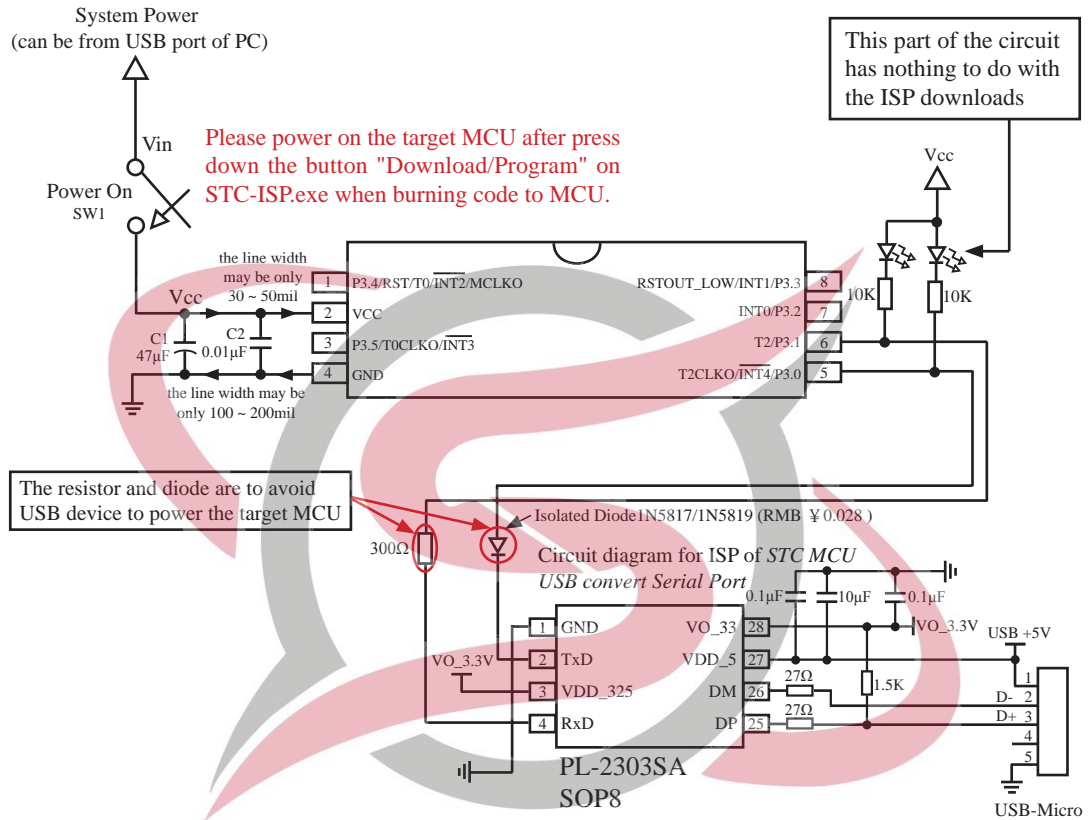 System Power
(can be from USB port of PC)
Vin
Power On
SW1
Please power on the target MCU after press
down the button "Download/Program" on
STC-ISP.exe when burning code to MCU.
This part of the circuit
has nothing to do with
the ISP downloads
Vcc
10K
10K
the line width
may be only
30 ~ 50mil
Vcc
C1
47μF
C2
0.01μF
the line width may be
only 100 ~ 200mil
1 P3.4/RST/T0/INT2/MCLKO
2 VCC
3 P3.5/T0CLKO/INT3
4 GND
RSTOUT_LOW/INT1/P3.3 8
INT0/P3.2 7
T2/P3.1 6
T2CLKO/INT4/P3.0 5
The resistor and diode are to avoid
USB device to power the target MCU
300Ω
Isolated Diode1N5817/1N5819 (RMB ¥0.028 )
Circuit diagram for ISP of STC MCU
USB convert Serial Port
0.1μF
10μF
0.1μF
VO_3.3V
VO_3.3V
1 GND
2 TxD
3 VDD_325
4 RxD
VO_33 28
VDD_5 27
DM 26
DP 25
27Ω
27Ω
1.5K
USB +5V
1
D- 2
D+ 3
4
5
USB-Micro
PL-2303SA
SOP8